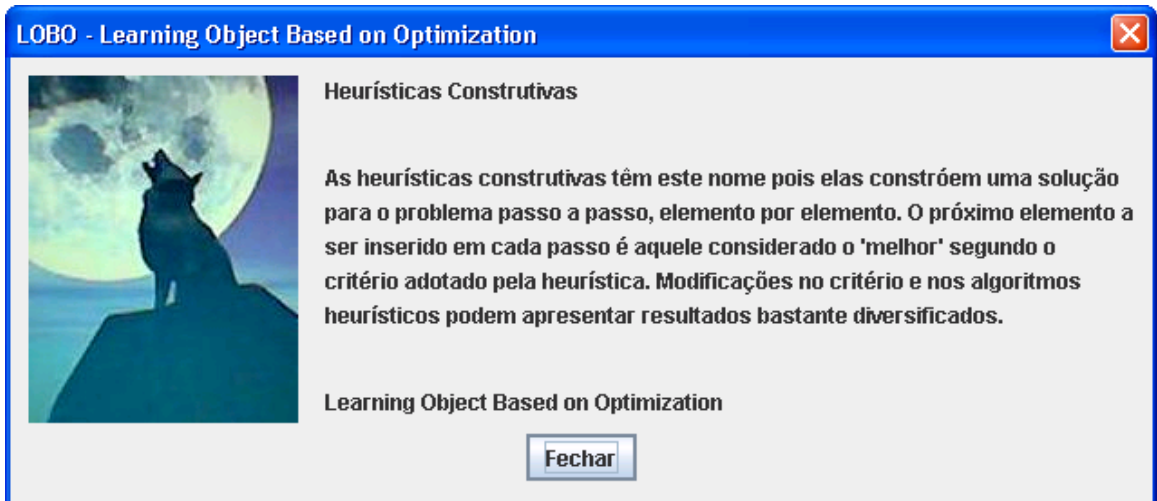 LOBO - Learning Object Based on Optimization
Heurísticas Construtivas
As heurísticas construtivas têm este nome pois elas constróem uma solução
para o problema passo a passo, elemento por elemento. O próximo elemento a
ser inserido em cada passo é aquele considerado o 'melhor' segundo o
critério adotado pela heurística. Modificações no critério e nos algoritmos
heurísticos podem apresentar resultados bastante diversificados.
Learning Object Based on Optimization
Fechar